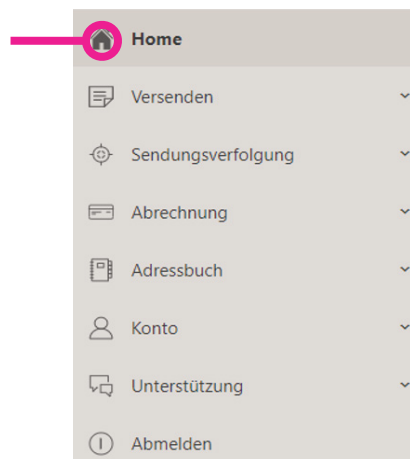 Home
Versenden
Sendungsverfolgung
Abrechnung
Adressbuch
Konto
Unterstützung
Abmelden